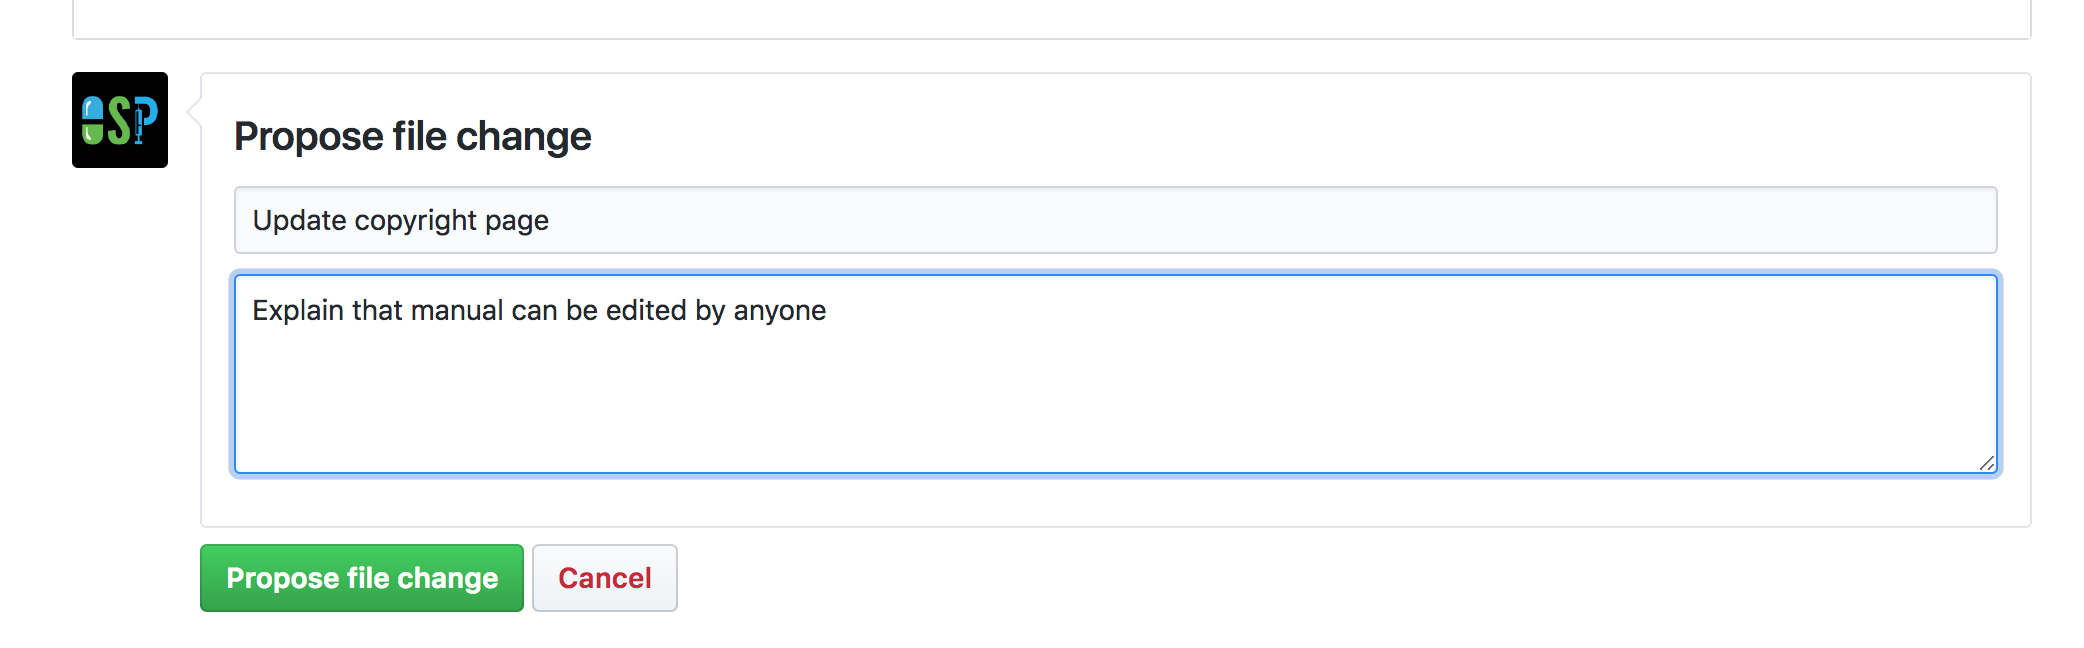 OSP
Propose file change
Update copyright page
Explain that manual can be edited by anyone
Propose file change
Cancel